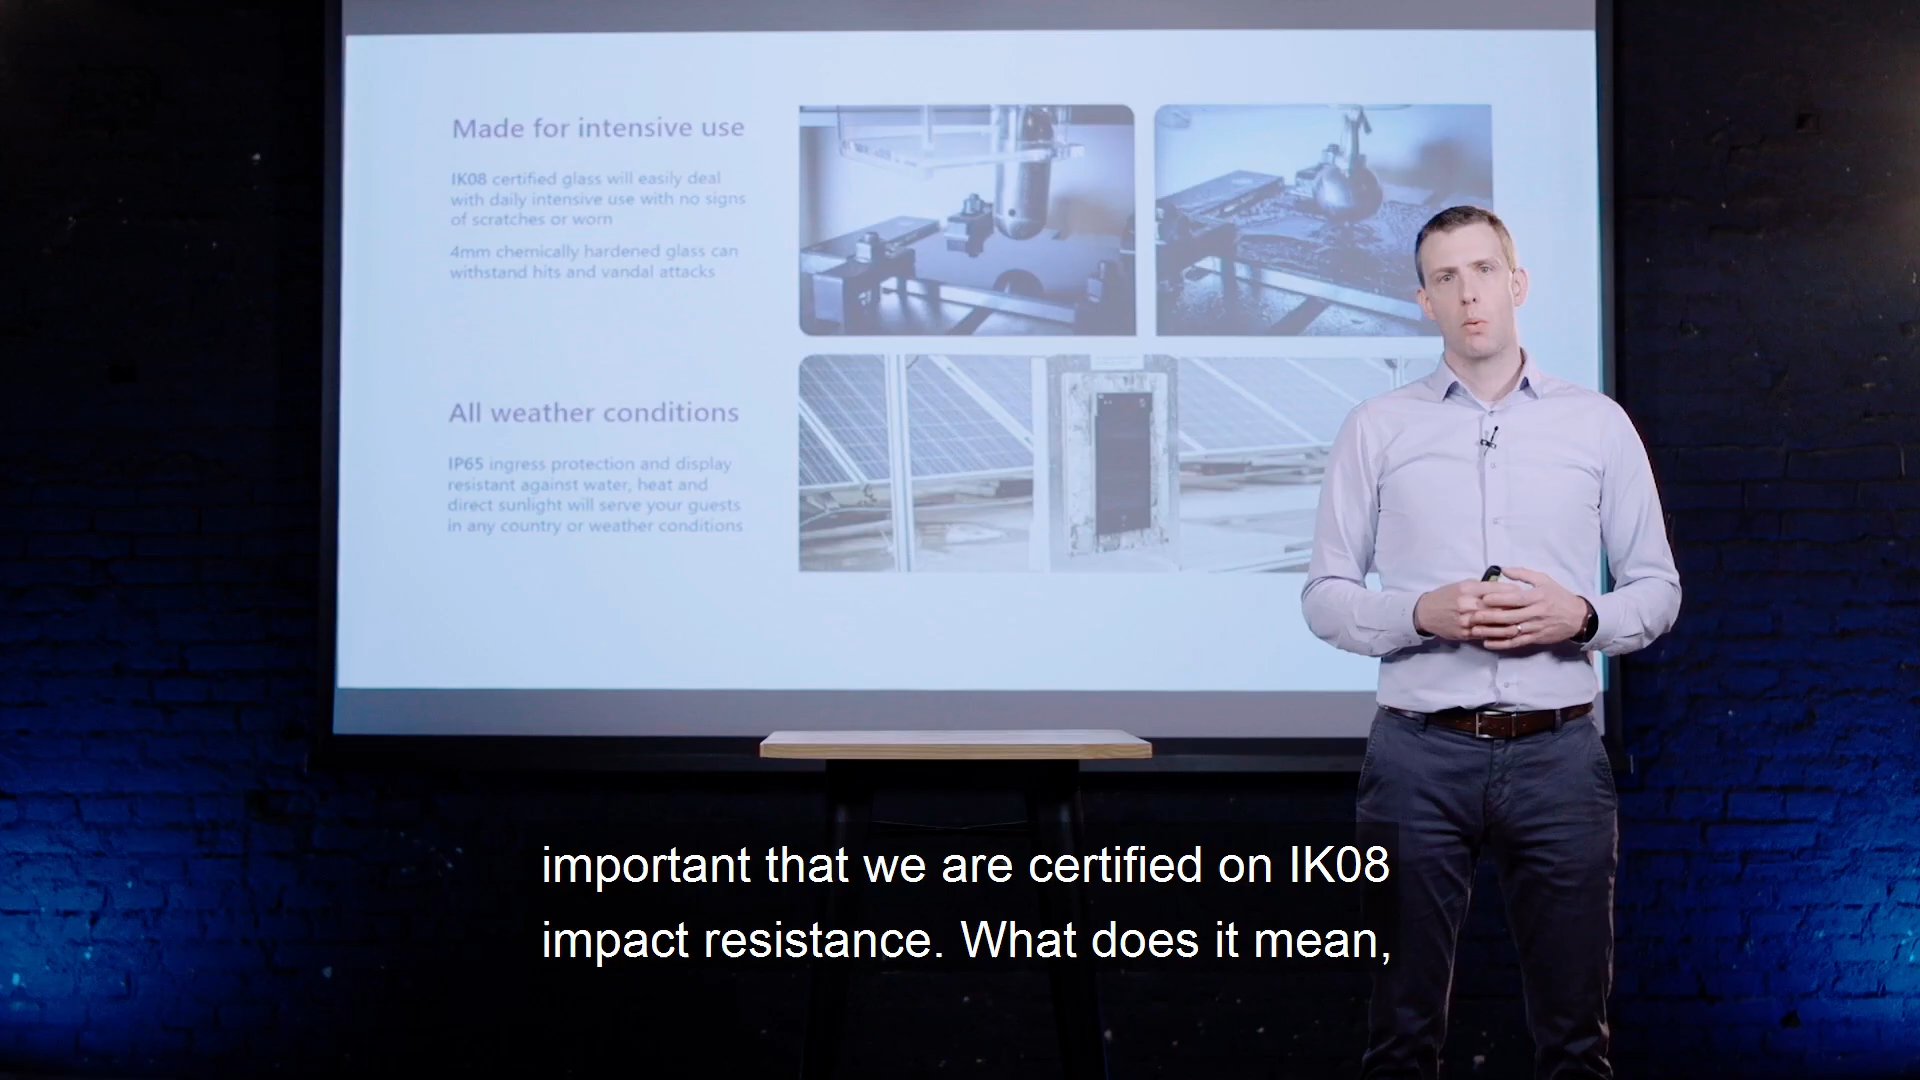 Made for intensive use
IK08 certified glass will easily deal
with daily intensive use with no signs
of scratches or worn
4mm chemically hardened glass can
withstand hits and vandal attacks
All weather conditions
IP65 ingress protection and display
resistant against water, heat and
direct sunlight will serve your guests
in any country or weather conditions
important that we are certified on IK08
impact resistance. What does it mean,